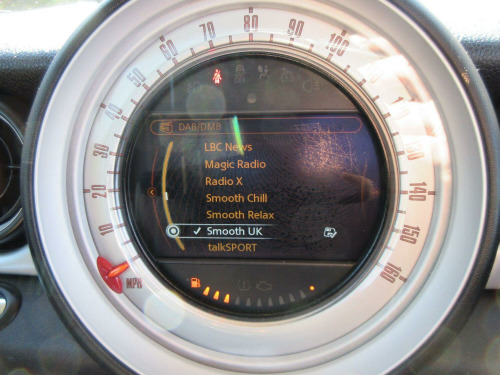 80
70
90
60
100
50
40
30
20
10
MPH
140
150
160
DAB/DMB
LBC News
Magic Radio
Radio X
Smooth Chill
Smooth Relax
Smooth UK
talkSPORT